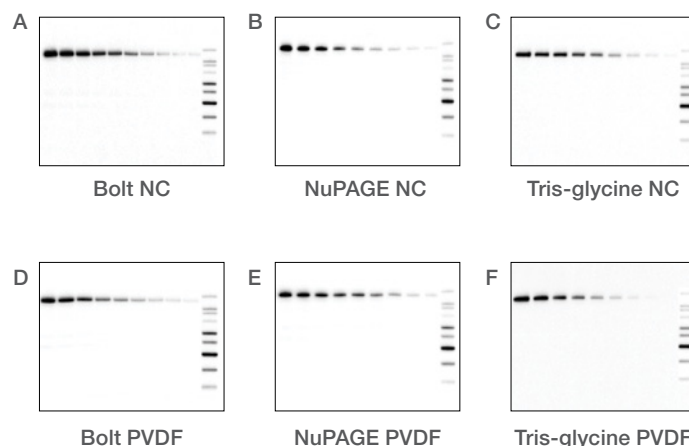 A
B
C
Bolt NC
NuPAGE NC
Tris-glycine NC
D
E
F
Bolt PVDF
NuPAGE PVDF
Tris-glycine PVDF